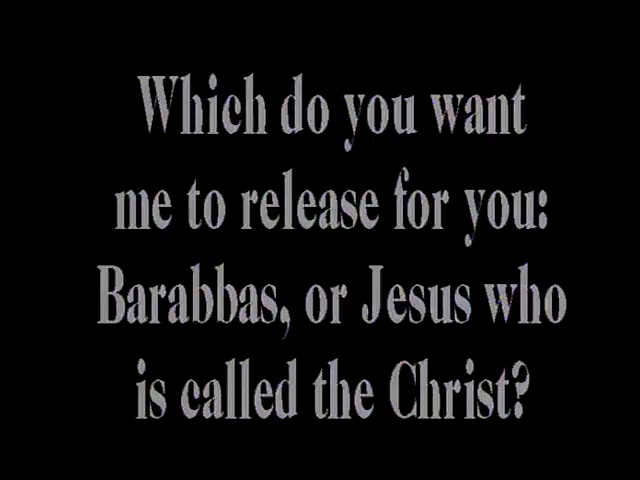 Which do you want
me to release for you:
Barabbas, or Jesus who
is called the Christ?